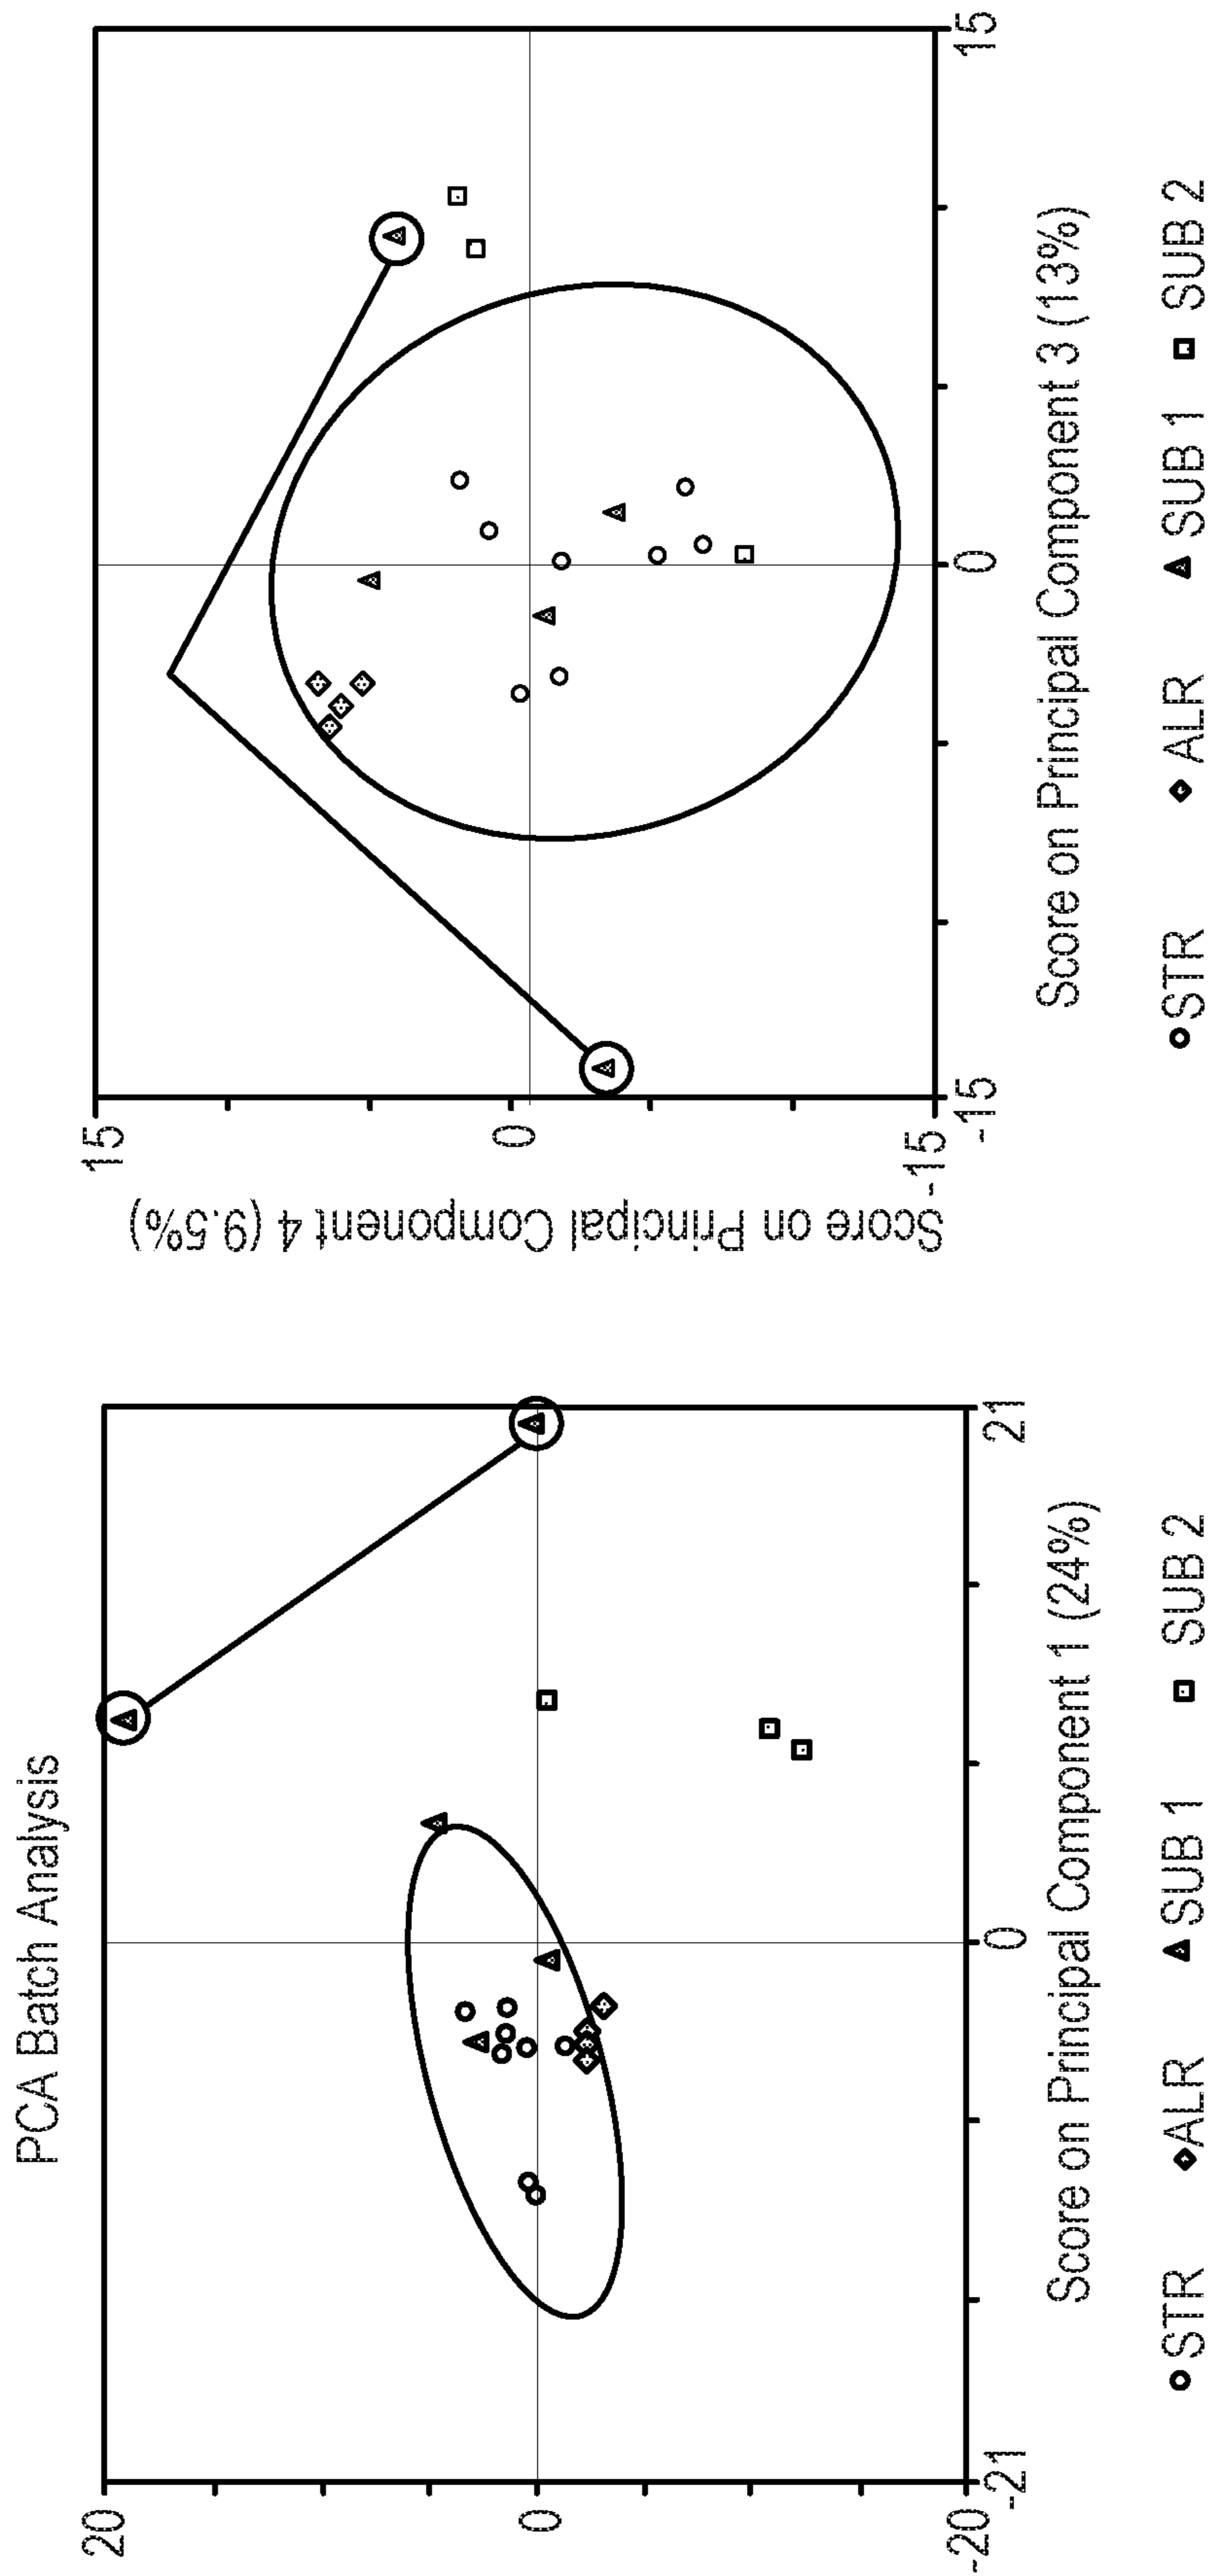 PCA Batch Analysis
20
0
-20
-21
0
21
Score on Principal Component 1 (24%)
STR ALR SUB 1 SUB 2
Score on Principal Component 4 (9.5%)
15
0
-15
-15
0
15
Score on Principal Component 3 (13%)
STR ALR SUB 1 SUB 2